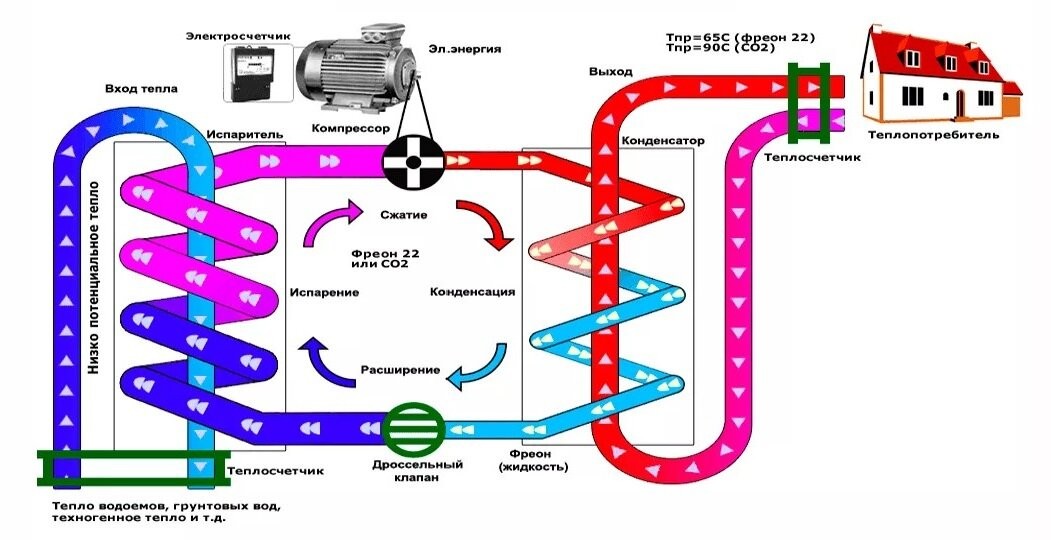 Электросчетчик
Эл.энергия
Тпр=65С (фреон 22)
Тпр=90С (СО2)
Вход тепла
Выход
Компрессор
Испаритель
Конденсатор
Теплопотребитель
Теплосчетчик
Низко потенциальное тепло
Сжатие
Фреон 22
или СО2
Испарение
Конденсация
Расширение
Теплосчетчик
Дроссельный
клапан
Фреон
(жидкость)
Тепло водоемов, грунтовых вод,
техногенное тепло и т.д.